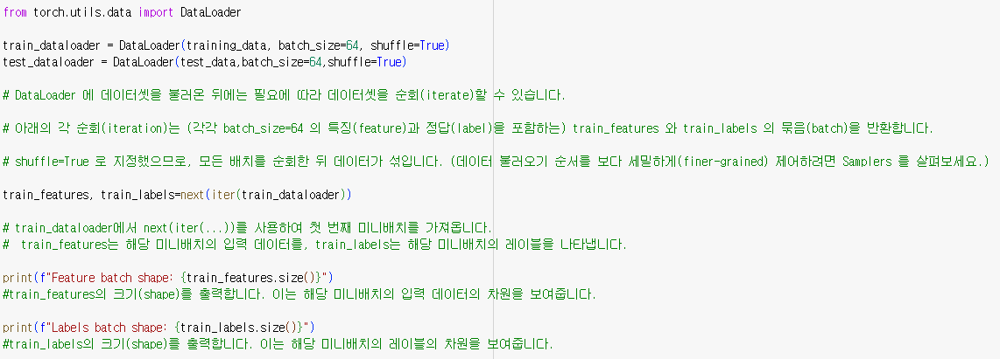 from torch.utils.data import DataLoader
train_dataloader = DataLoader(training_data, batch_size=64, shuffle=True)
test_dataloader = DataLoader(test_data,batch_size=64,shuffle=True)
# DataLoader 에 데이터셋을 불러온 뒤에는 필요에 따라 데이터셋을 순회(iterate)할 수 있습니다.
# 아래의 각 순회(iteration)는 (각각 batch_size=64 의 특징(feature)과 정답(label)을 포함하는) train_features 와 train_labels 의 묶음(batch)을 반환합니다.
# shuffle=True 로 지정했으므로, 모든 배치를 순회한 뒤 데이터가 섞입니다. (데이터 불러오기 순서를 보다 세밀하게(finer-grained) 제어하려면 Samplers 를 살펴보세요.)
train_features, train_labels=next(iter(train_dataloader))
# train_dataloader에서 next(iter(...))를 사용하여 첫 번째 미니배치를 가져옵니다.
#  train_features는 해당 미니배치의 입력 데이터를, train_labels는 해당 미니배치의 레이블을 나타냅니다.
print(f"Feature batch shape: {train_features.size()}")
#train_features의 크기(shape)를 출력합니다. 이는 해당 미니배치의 입력 데이터의 차원을 보여줍니다.
print(f"Labels batch shape: {train_labels.size()}")
#train_labels의 크기(shape)를 출력합니다. 이는 해당 미니배치의 레이블의 차원을 보여줍니다.